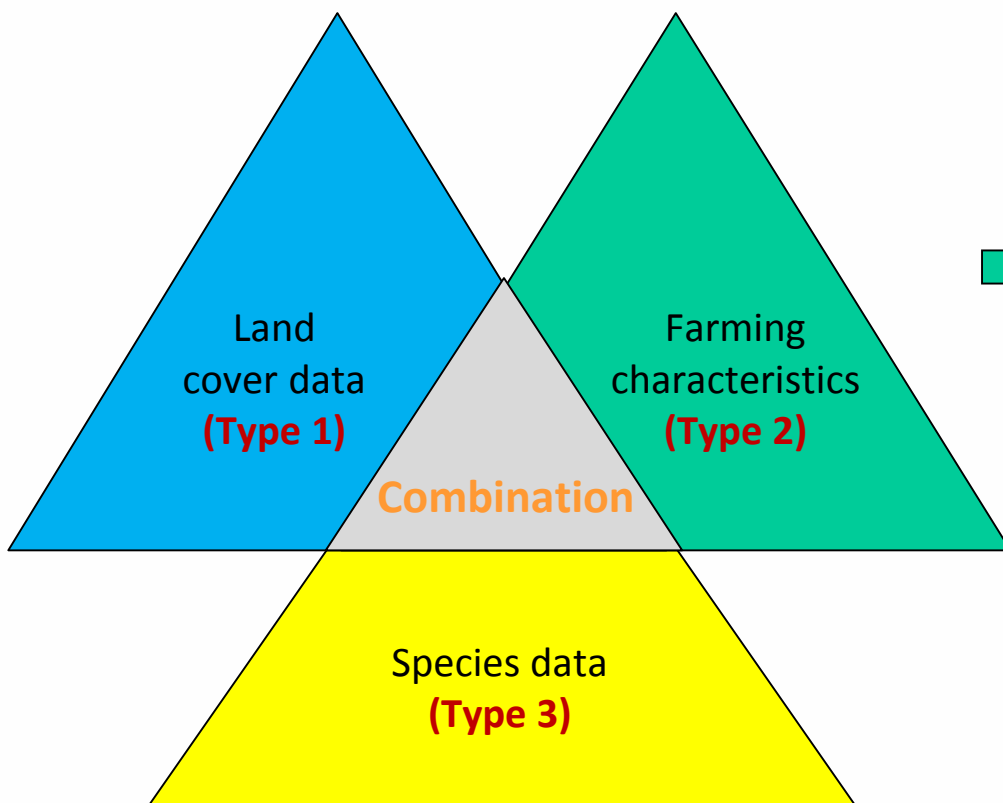 Land
cover data
(Type 1)
Farming
characteristics
(Type 2)
Combination
Species data
(Type 3)